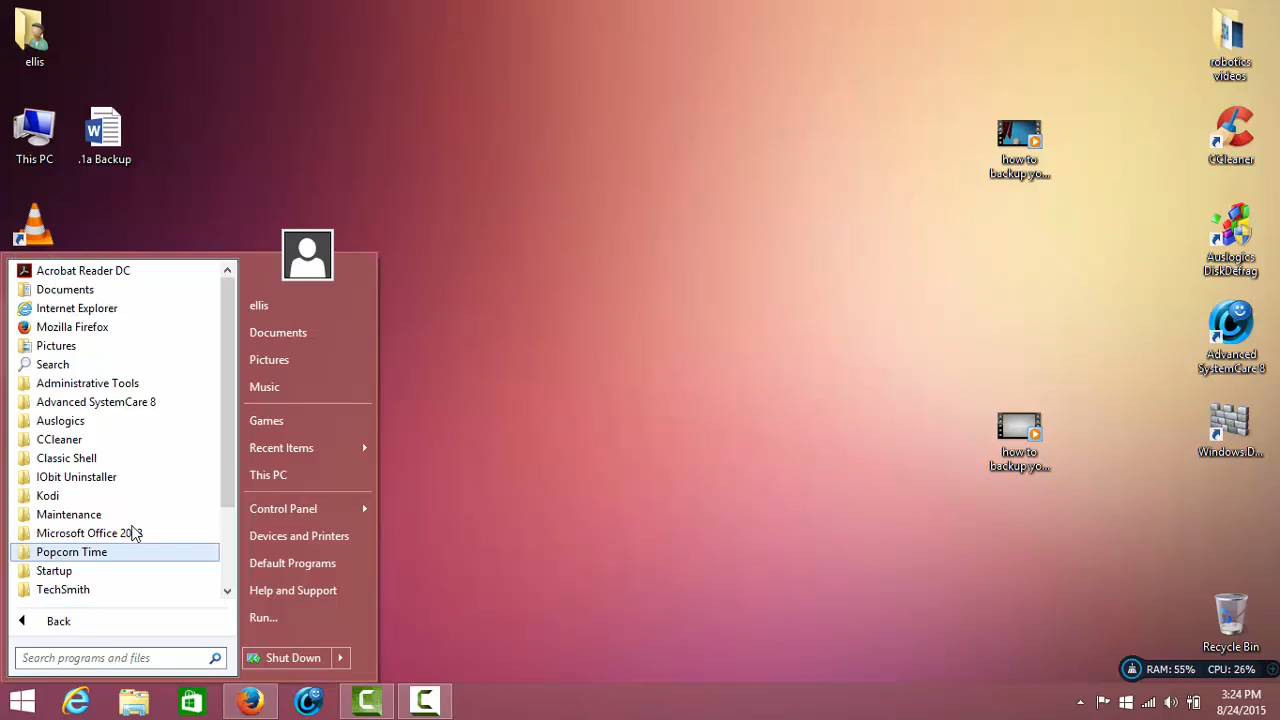 ellis
This PC
.1a Backup
how to
backup yo...
how to
backup yo...
robotics
videos
CCleaner
Auslogics
DiskDefrag
Advanced
SystemCare 8
Windows.D...
Recycle Bin
Acrobat Reader DC
Documents
Internet Explorer
Mozilla Firefox
Pictures
Search
Administrative Tools
Advanced SystemCare 8
Auslogics
CCleaner
Classic Shell
IObit Uninstaller
Kodi
Maintenance
Microsoft Office 2013
Popcorn Time
Startup
TechSmith
Back
Search programs and files
ellis
Documents
Pictures
Music
Games
Recent Items
This PC
Control Panel
Devices and Printers
Default Programs
Help and Support
Run...
Shut Down
RAM: 55% CPU: 26%
3:24 PM
8/24/2015